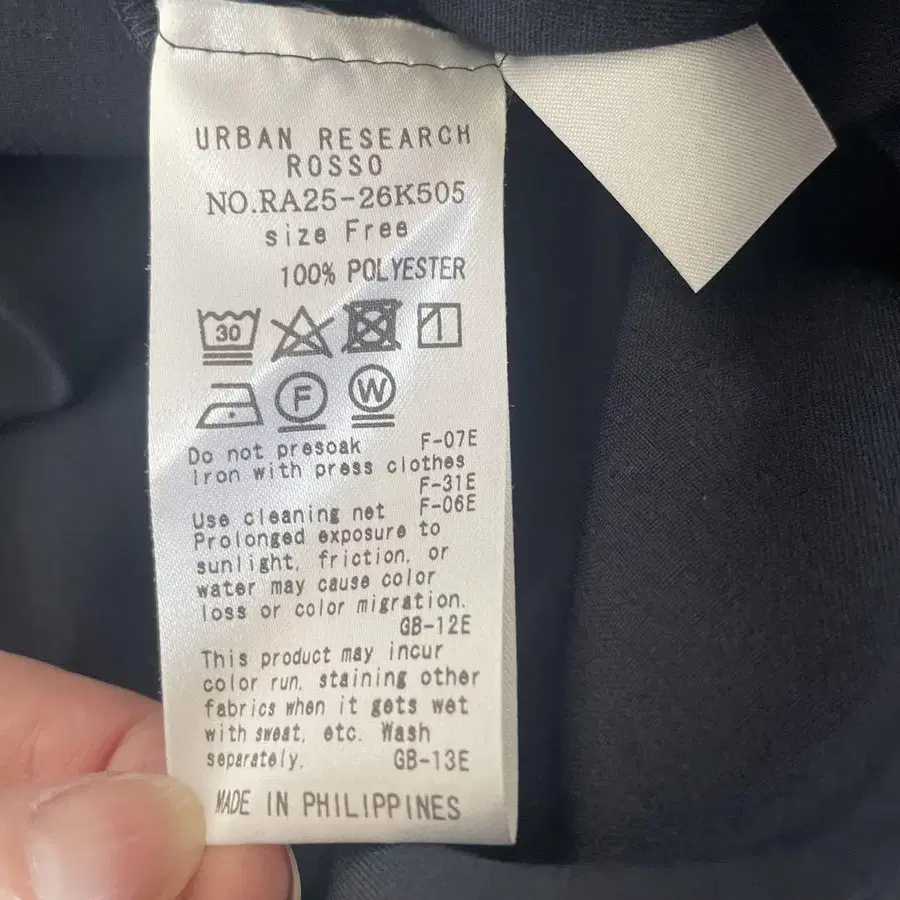 URBAN RESEARCH
ROSSO
NO.RA25-26K505
size Free
100% POLYESTER
30
F W
Do not presoak F-07E
Iron with press clothes
F-31E
Use cleaning net F-06E
Prolonged exposure to
sunlight, friction, or
water may cause color
loss or color migration.
GB-12E
This product may incur
color run, staining other
fabrics when it gets wet
with sweat, etc. Wash
separately. GB-13E
MADE IN PHILIPPINES